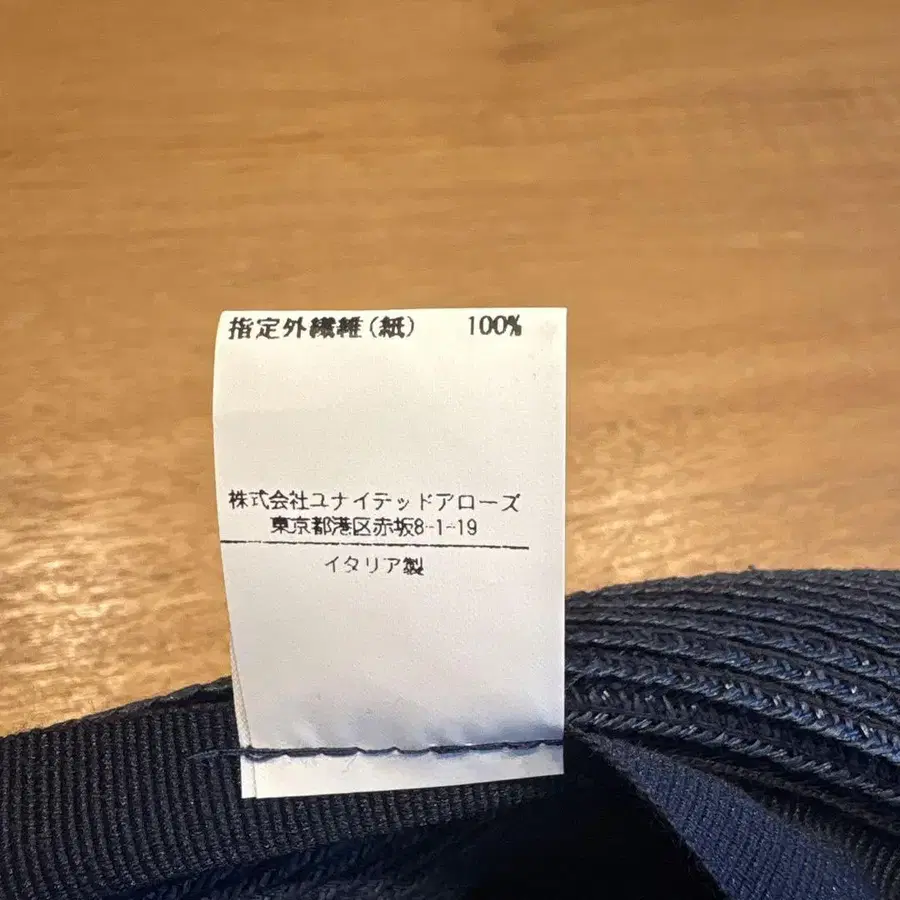 指定外繊維(紙) 100%
株式会社ユナイテッドアローズ
東京都港区赤坂8-1-19
イタリア製